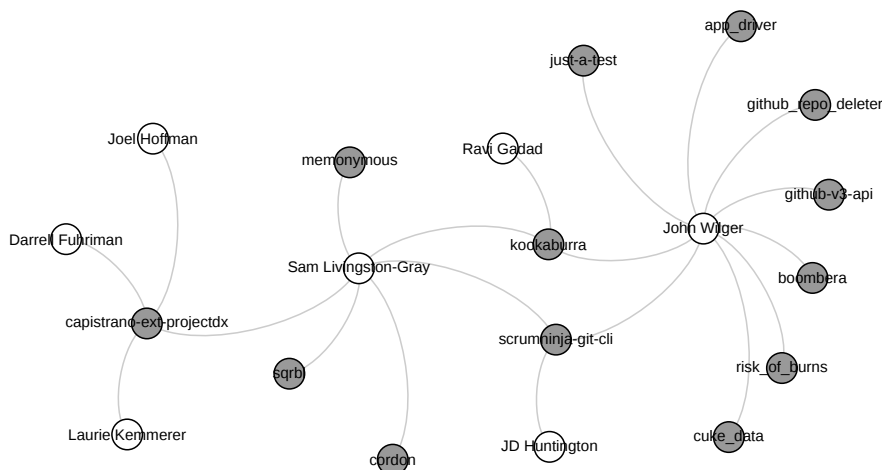 app_driver
just-a-test
github_repo_deleter
Joel Hoffman
Ravi Gadad
memonymous
github-v3-api
John Wilger
Darrell Fuhriman
kookaburra
Sam Livingston-Gray
boombera
capistrano-ext-projectdx
scrumninja-git-cli
risk_of_burns
sqrbl
Laurie Kemmerer
cuke_data
JD Huntington
cordon